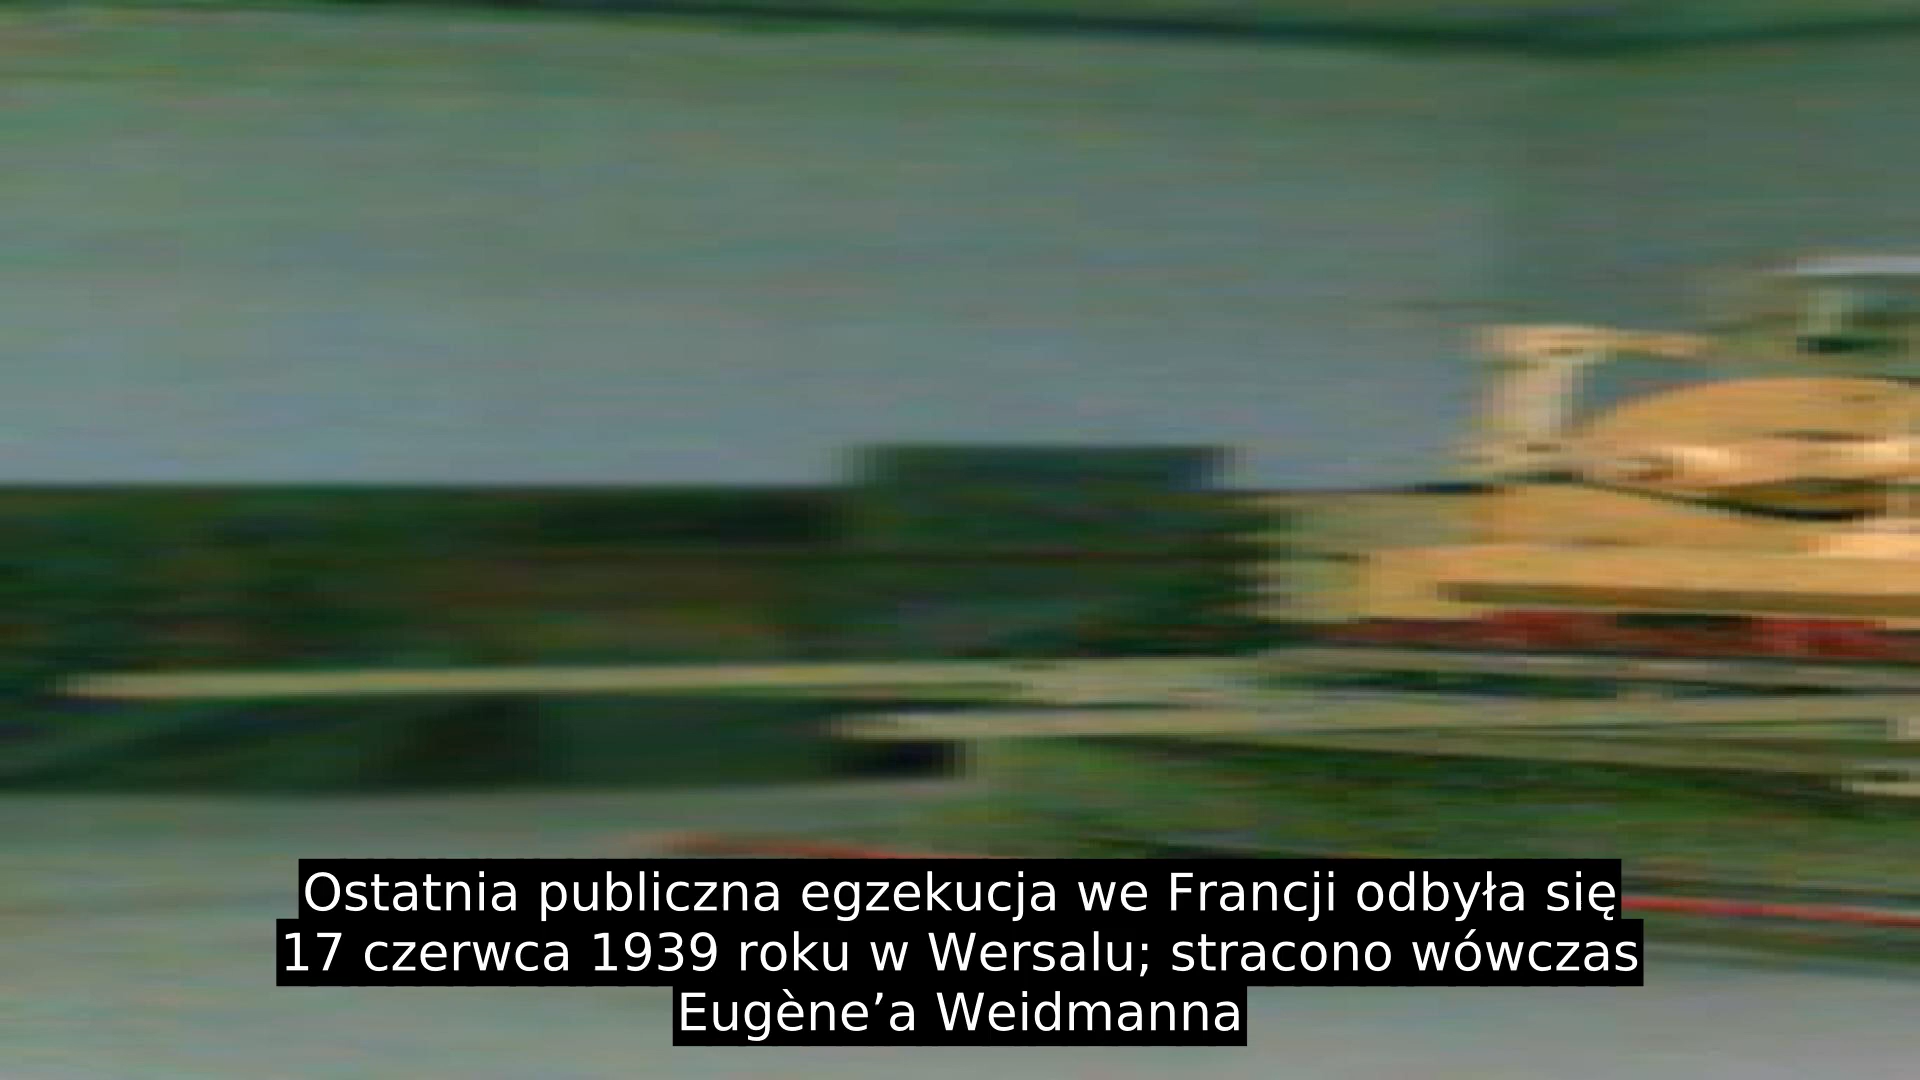 Ostatnia publiczna egzekucja we Francji odbyła się
17 czerwca 1939 roku w Wersalu; stracono wówczas
Eugène’a Weidmanna